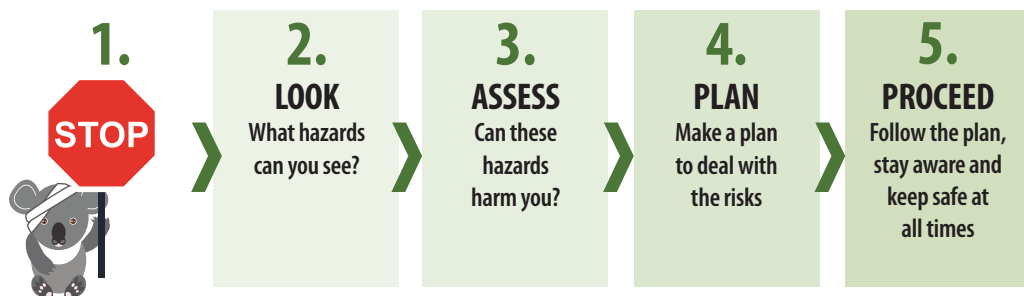 1.
STOP
2.
LOOK
What hazards
can you see?
3.
ASSESS
Can these
hazards
harm you?
4.
PLAN
Make a plan
to deal with
the risks
5.
PROCEED
Follow the plan,
stay aware and
keep safe at
all times